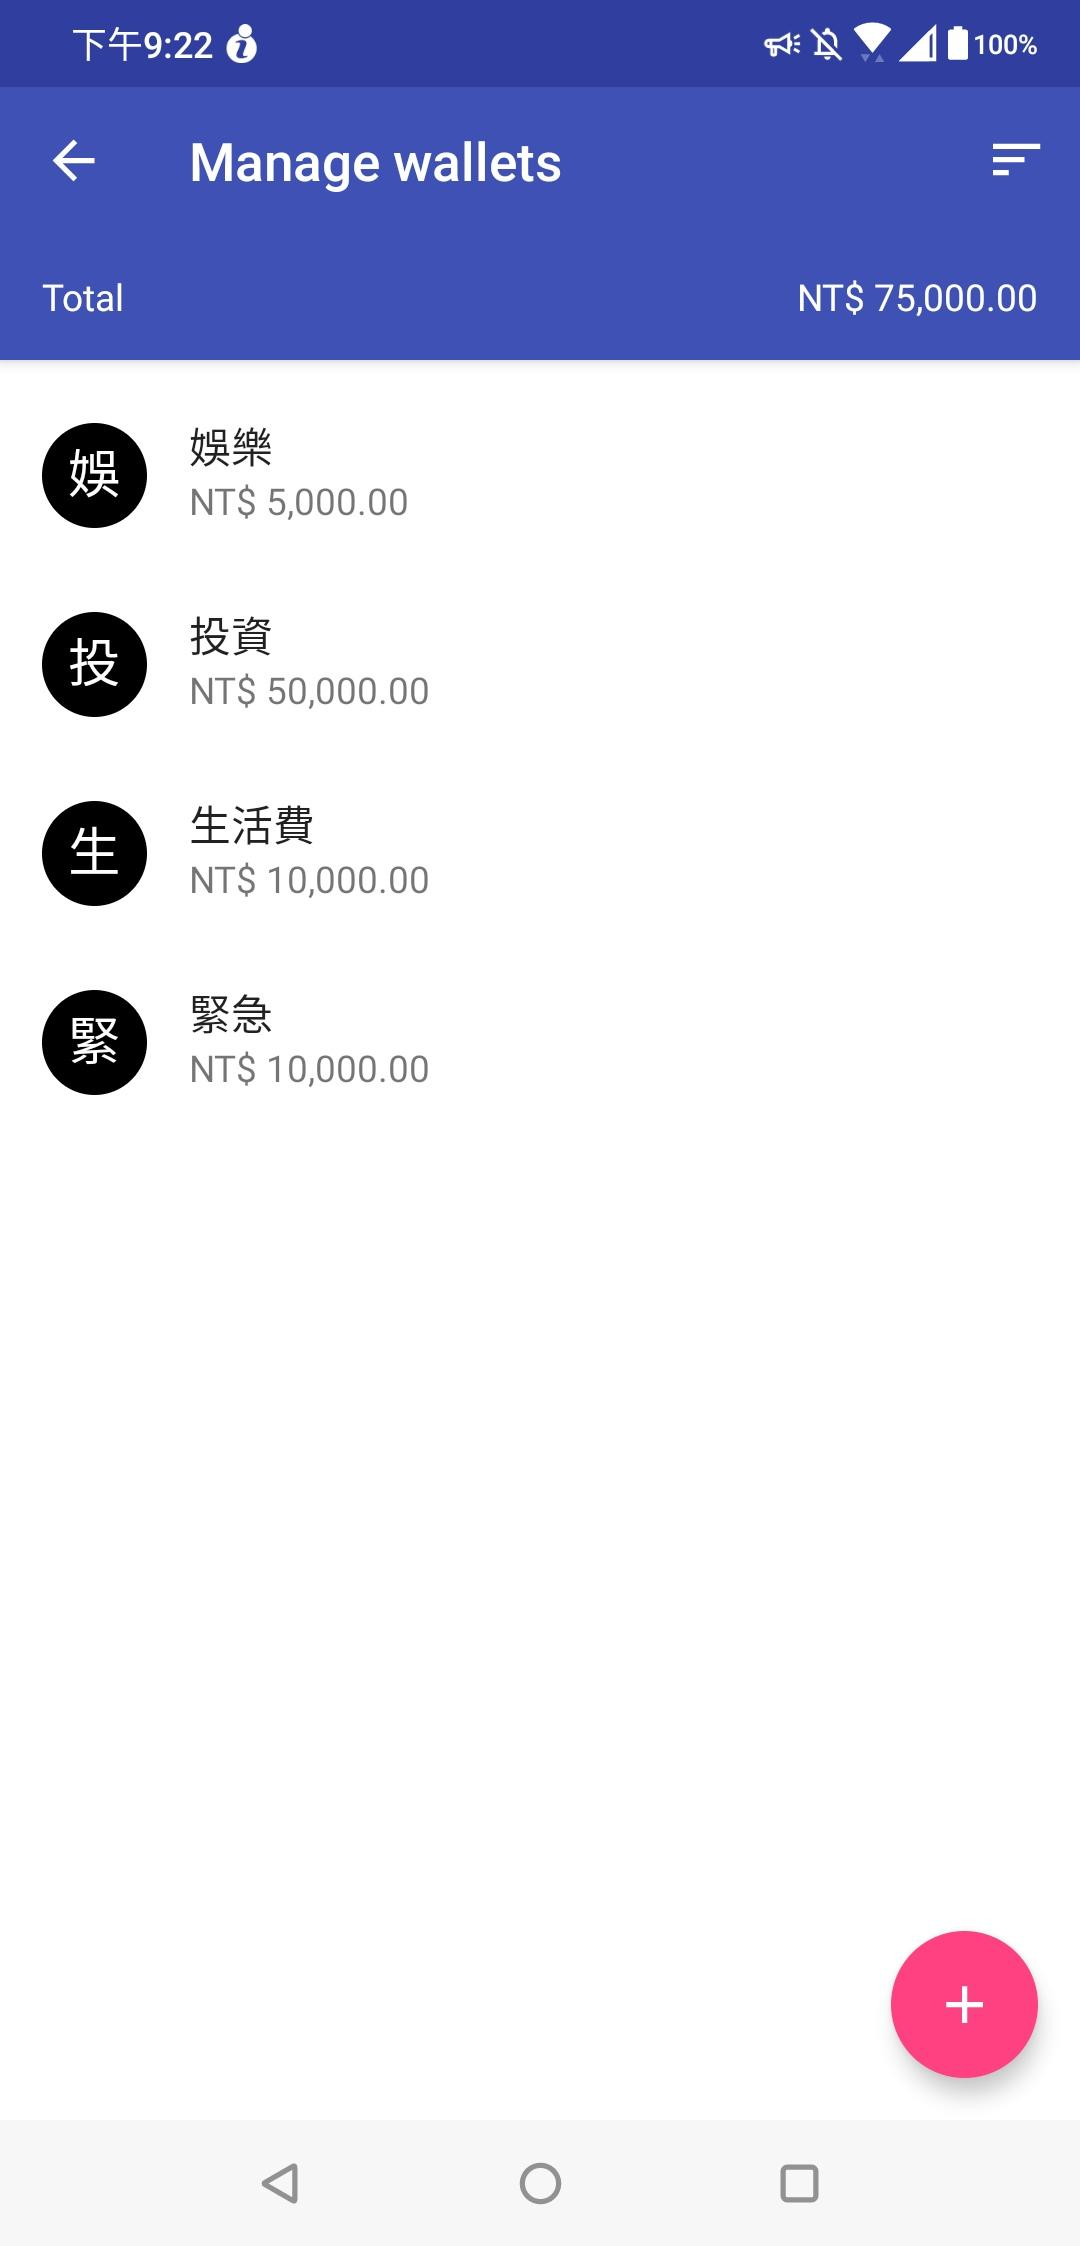 下午9:22
100%
Manage wallets
Total NT$ 75,000.00
娛
娛樂
NT$ 5,000.00
投
投資
NT$ 50,000.00
生
生活費
NT$ 10,000.00
緊
緊急
NT$ 10,000.00